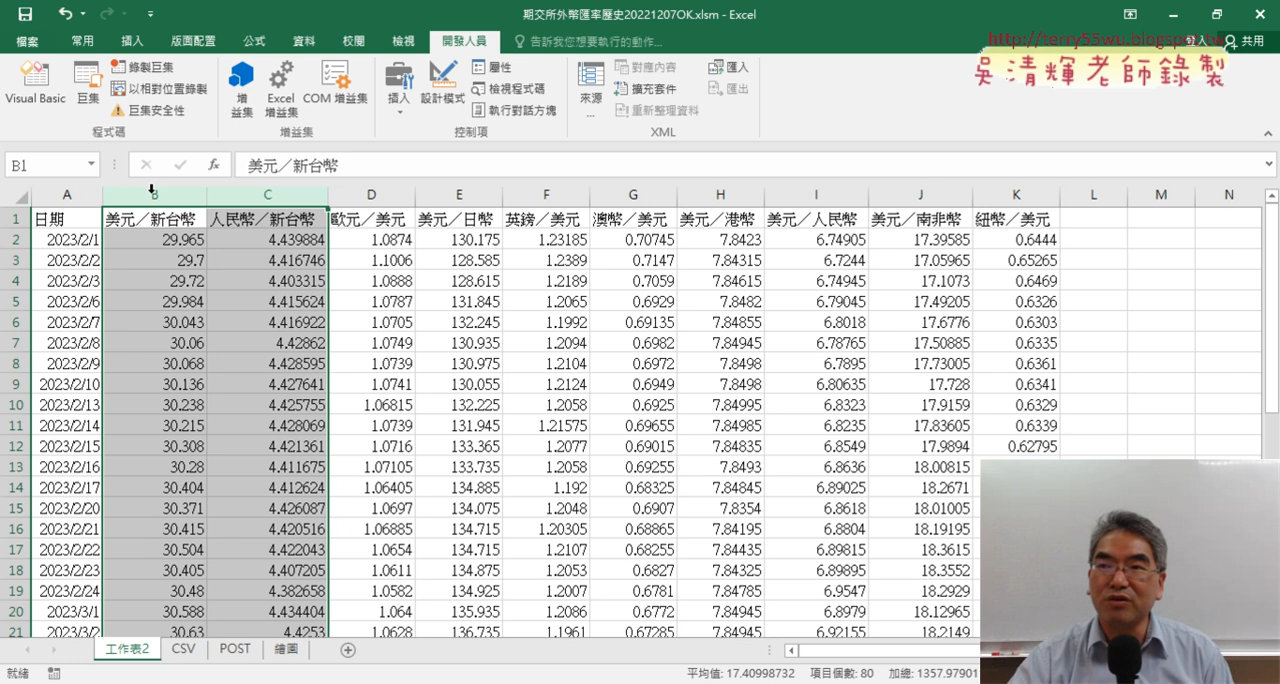 期交所外幣匯率歷史20221207OK.xlsm - Excel
檔案 常用 插入 版面配置 公式 資料 校閱 檢視 開發人員 告訴我您想要執行的動作... 登入 共用
http://terry55wu.blogspot.tw
吳清輝老師錄製
Visual Basic 巨集 錄製巨集 以相對位置錄製 巨集安全性 增益集 Excel 增益集 COM 增益集 插入 設計模式 屬性 檢視程式碼 執行對話方塊 來源 ... 對應內容 擴充套件 重新整理資料 匯入 匯出
程式碼 增益集 控制項 XML
B1 fx 美元／新台幣
A B C D E F G H I J K L M N
1 日期 美元／新台幣 人民幣／新台幣 歐元／美元 美元／日幣 英鎊／美元 澳幣／美元 美元／港幣 美元／人民幣 美元／南非幣 紐幣／美元
2 2023/2/1 29.965 4.439884 1.0874 130.175 1.23185 0.70745 7.8423 6.74905 17.39585 0.6444
3 2023/2/2 29.7 4.416746 1.1006 128.585 1.2389 0.7147 7.84315 6.7244 17.05965 0.65265
4 2023/2/3 29.72 4.403315 1.0888 128.615 1.2189 0.7059 7.84615 6.74945 17.1073 0.6469
5 2023/2/6 29.984 4.415624 1.0787 131.845 1.2065 0.6929 7.8482 6.79045 17.49205 0.6326
6 2023/2/7 30.043 4.416922 1.0705 132.245 1.1992 0.69135 7.84855 6.8018 17.6776 0.6303
7 2023/2/8 30.06 4.42862 1.0749 130.935 1.2094 0.6982 7.84945 6.78765 17.50885 0.6335
8 2023/2/9 30.068 4.428595 1.0739 130.975 1.2104 0.6972 7.8498 6.7895 17.73005 0.6361
9 2023/2/10 30.136 4.427641 1.0741 130.055 1.2124 0.6949 7.8498 6.80635 17.728 0.6341
10 2023/2/13 30.238 4.425755 1.06815 132.225 1.2058 0.6925 7.84995 6.8323 17.9159 0.6329
11 2023/2/14 30.215 4.428069 1.0739 131.945 1.21575 0.69655 7.84985 6.8235 17.83605 0.6339
12 2023/2/15 30.308 4.421361 1.0716 133.365 1.2077 0.69015 7.84835 6.8549 17.9894 0.62795
13 2023/2/16 30.28 4.411675 1.07105 133.735 1.2058 0.69255 7.8493 6.8636 18.00815
14 2023/2/17 30.404 4.412624 1.06405 134.885 1.192 0.68325 7.84845 6.89025 18.2671
15 2023/2/20 30.371 4.426087 1.0697 134.075 1.2048 0.6907 7.8354 6.8618 18.01005
16 2023/2/21 30.415 4.420516 1.06885 134.715 1.20305 0.68865 7.84195 6.8804 18.19195
17 2023/2/22 30.504 4.422043 1.0654 134.715 1.2107 0.68255 7.84435 6.89815 18.3615
18 2023/2/23 30.405 4.407205 1.0611 134.875 1.2053 0.6827 7.84325 6.89895 18.3552
19 2023/2/24 30.48 4.382658 1.0582 134.925 1.2007 0.6781 7.84785 6.9547 18.2929
20 2023/3/1 30.588 4.434404 1.064 135.935 1.2086 0.6772 7.84945 6.8979 18.12965
21 2023/3/2 30.63 4.4253 1.0628 136.735 1.1961 0.67285 7.84945 6.92155 18.2149
工作表2 CSV POST 繪圖
就緒 平均值: 17.40998732 項目個數: 80 加總: 1357.97901